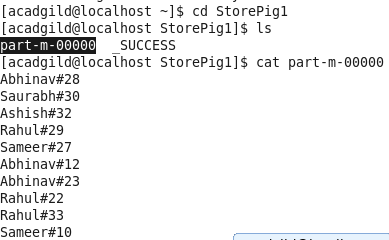 [acadgild@localhost ~]$ cd StorePig1
[acadgild@localhost StorePig1]$ ls
part-m-00000  _SUCCESS
[acadgild@localhost StorePig1]$ cat part-m-00000
Abhinav#28
Saurabh#30
Ashish#32
Rahul#29
Sameer#27
Abhinav#12
Abhinav#23
Rahul#22
Rahul#33
Sameer#10